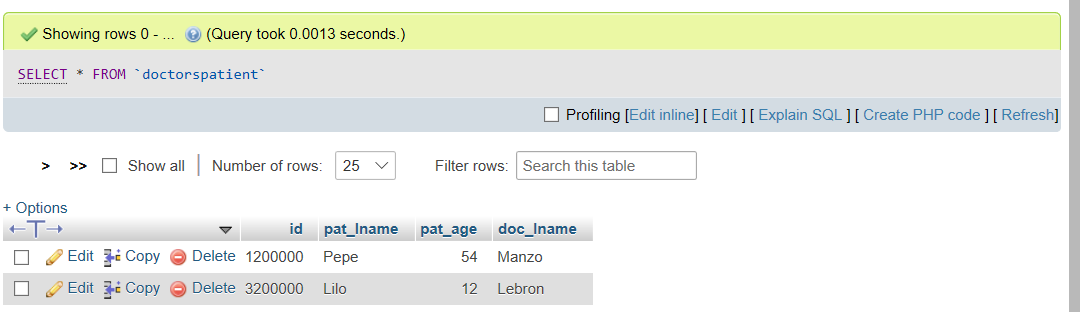 Showing rows 0 - ... (Query took 0.0013 seconds.)
SELECT * FROM `doctorspatient`
Profiling [Edit inline] [ Edit ] [ Explain SQL ] [ Create PHP code ] [ Refresh]
> >> Show all | Number of rows: 25 Filter rows: Search this table
+ Options
←T→ id pat_lname pat_age doc_lname
Edit Copy Delete 1200000 Pepe 54 Manzo
Edit Copy Delete 3200000 Lilo 12 Lebron